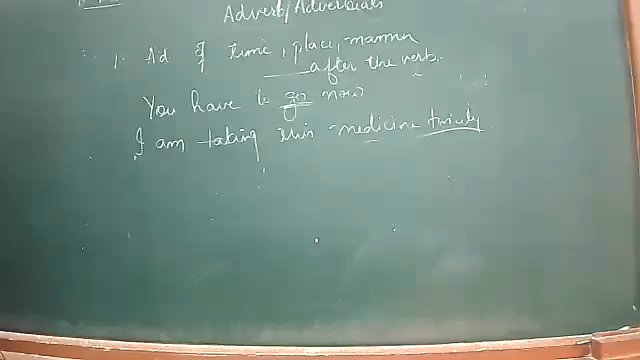 Adverb/Adverbials
1. Ad of time, place, manner
after the verb.
You have to go now
I am taking this medicine